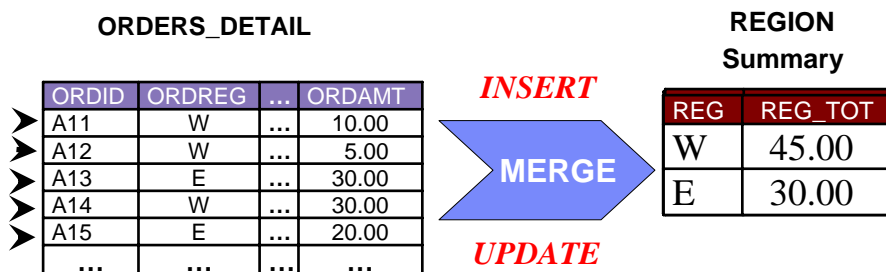 ORDERS_DETAIL
ORDID ORDREG ... ORDAMT
A11 W ... 10.00
A12 W ... 5.00
A13 E ... 30.00
A14 W ... 30.00
A15 E ... 20.00
... ... ... ...
INSERT
MERGE
UPDATE
REGION
Summary
REG REG_TOT
W 45.00
E 30.00